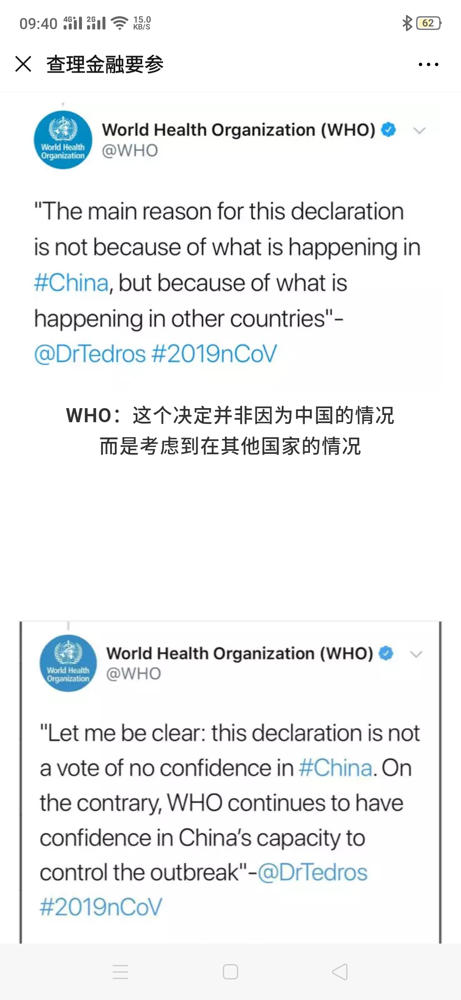 09:40 4G+ 2G 15.0 KB/S 62
查理金融要参
World Health Organization
World Health Organization (WHO)
@WHO
"The main reason for this declaration
is not because of what is happening in
#China, but because of what is
happening in other countries"-
@DrTedros #2019nCoV
WHO：这个决定并非因为中国的情况
而是考虑到在其他国家的情况
World Health Organization
World Health Organization (WHO)
@WHO
"Let me be clear: this declaration is not
a vote of no confidence in #China. On
the contrary, WHO continues to have
confidence in China's capacity to
control the outbreak"-@DrTedros
#2019nCoV